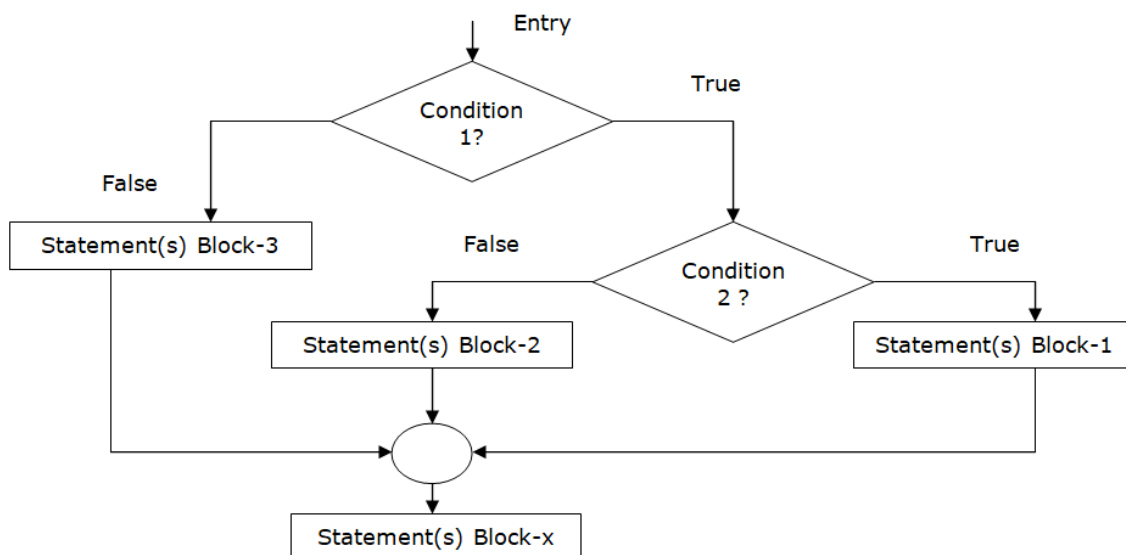 Entry
True
Condition
1?
False
Statement(s) Block-3
False
True
Condition
2 ?
Statement(s) Block-2
Statement(s) Block-1
Statement(s) Block-x